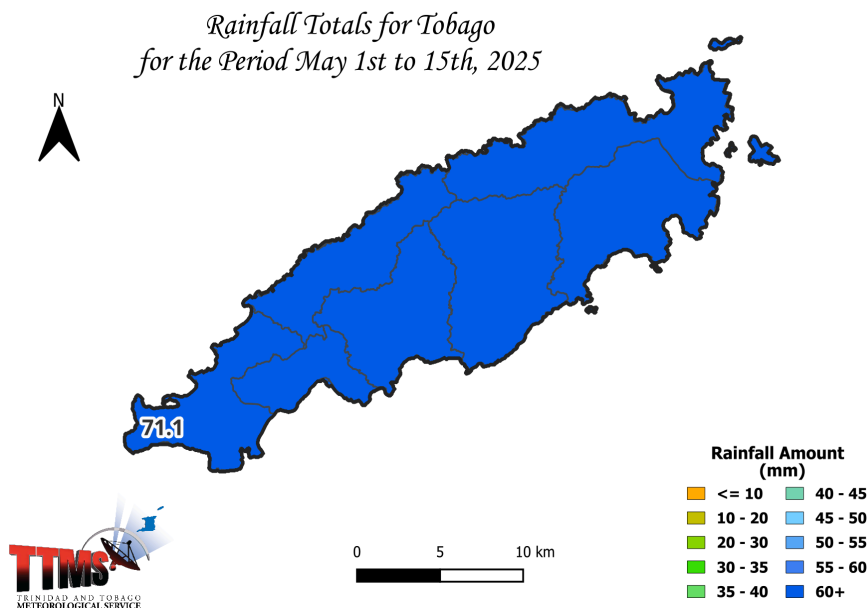 Rainfall Totals for Tobago
for the Period May 1st to 15th, 2025
N
71.1
Rainfall Amount
(mm)
<= 10
10 - 20
20 - 30
30 - 35
35 - 40
40 - 45
45 - 50
50 - 55
55 - 60
60+
0 5 10 km
TTMS
TRINIDAD AND TOBAGO
METEOROLOGICAL SERVICE